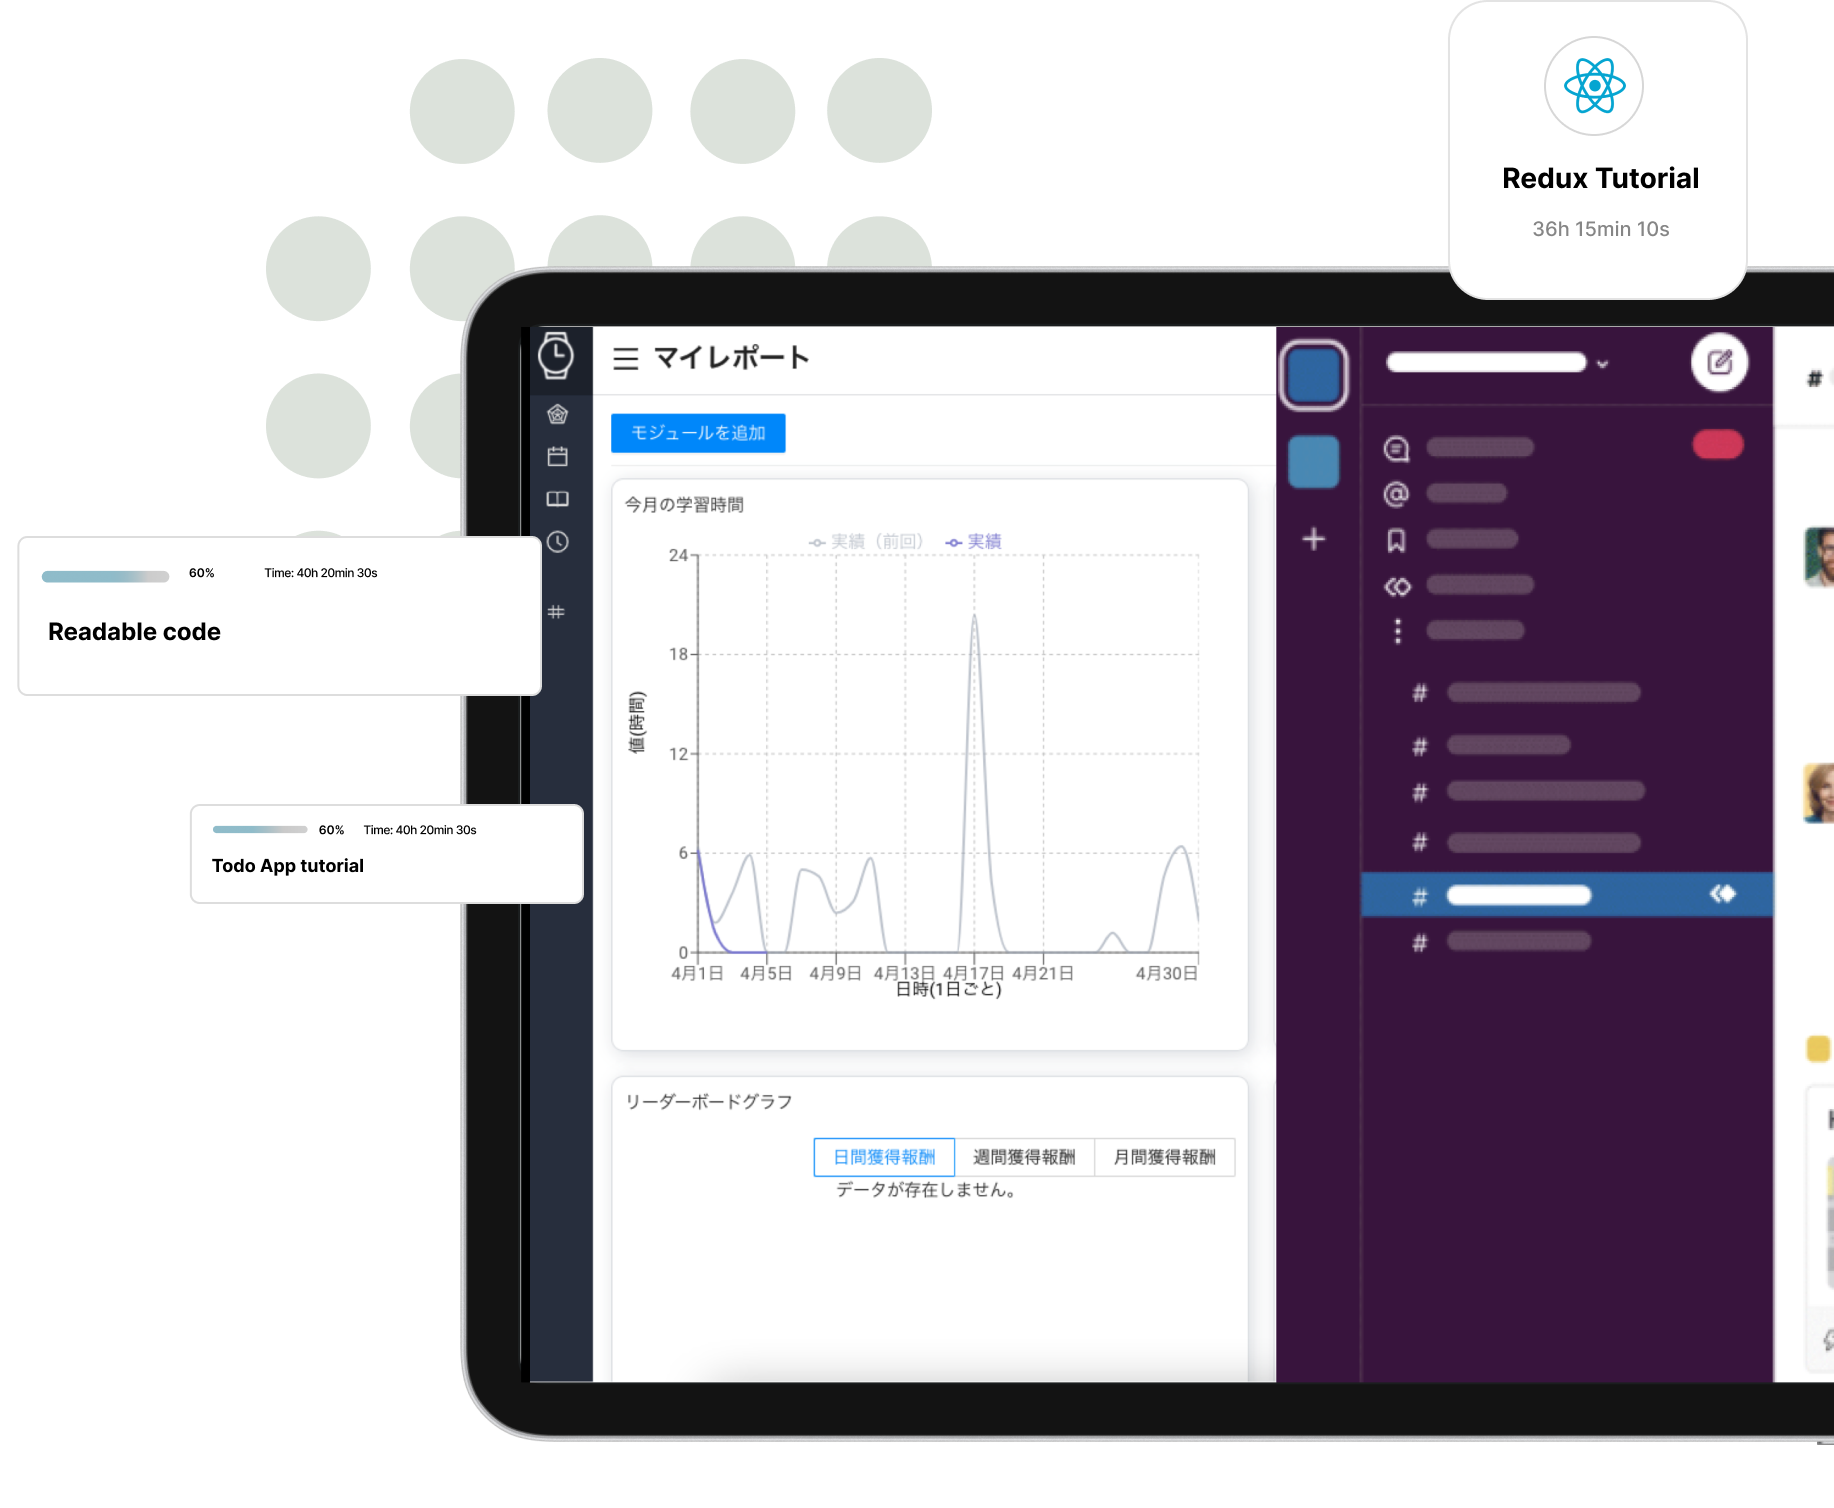 Redux Tutorial
36h 15min 10s
マイレポート
#
モジュールを追加
今月の学習時間
実績（前回） 実績
24
18
12
6
0
値(時間)
4月1日 4月5日 4月9日 4月13日 4月17日 4月21日 4月30日
日時(1日ごと)
60% Time: 40h 20min 30s
Readable code
60% Time: 40h 20min 30s
Todo App tutorial
リーダーボードグラフ
日間獲得報酬 週間獲得報酬 月間獲得報酬
データが存在しません。
#
#
#
#
#
#